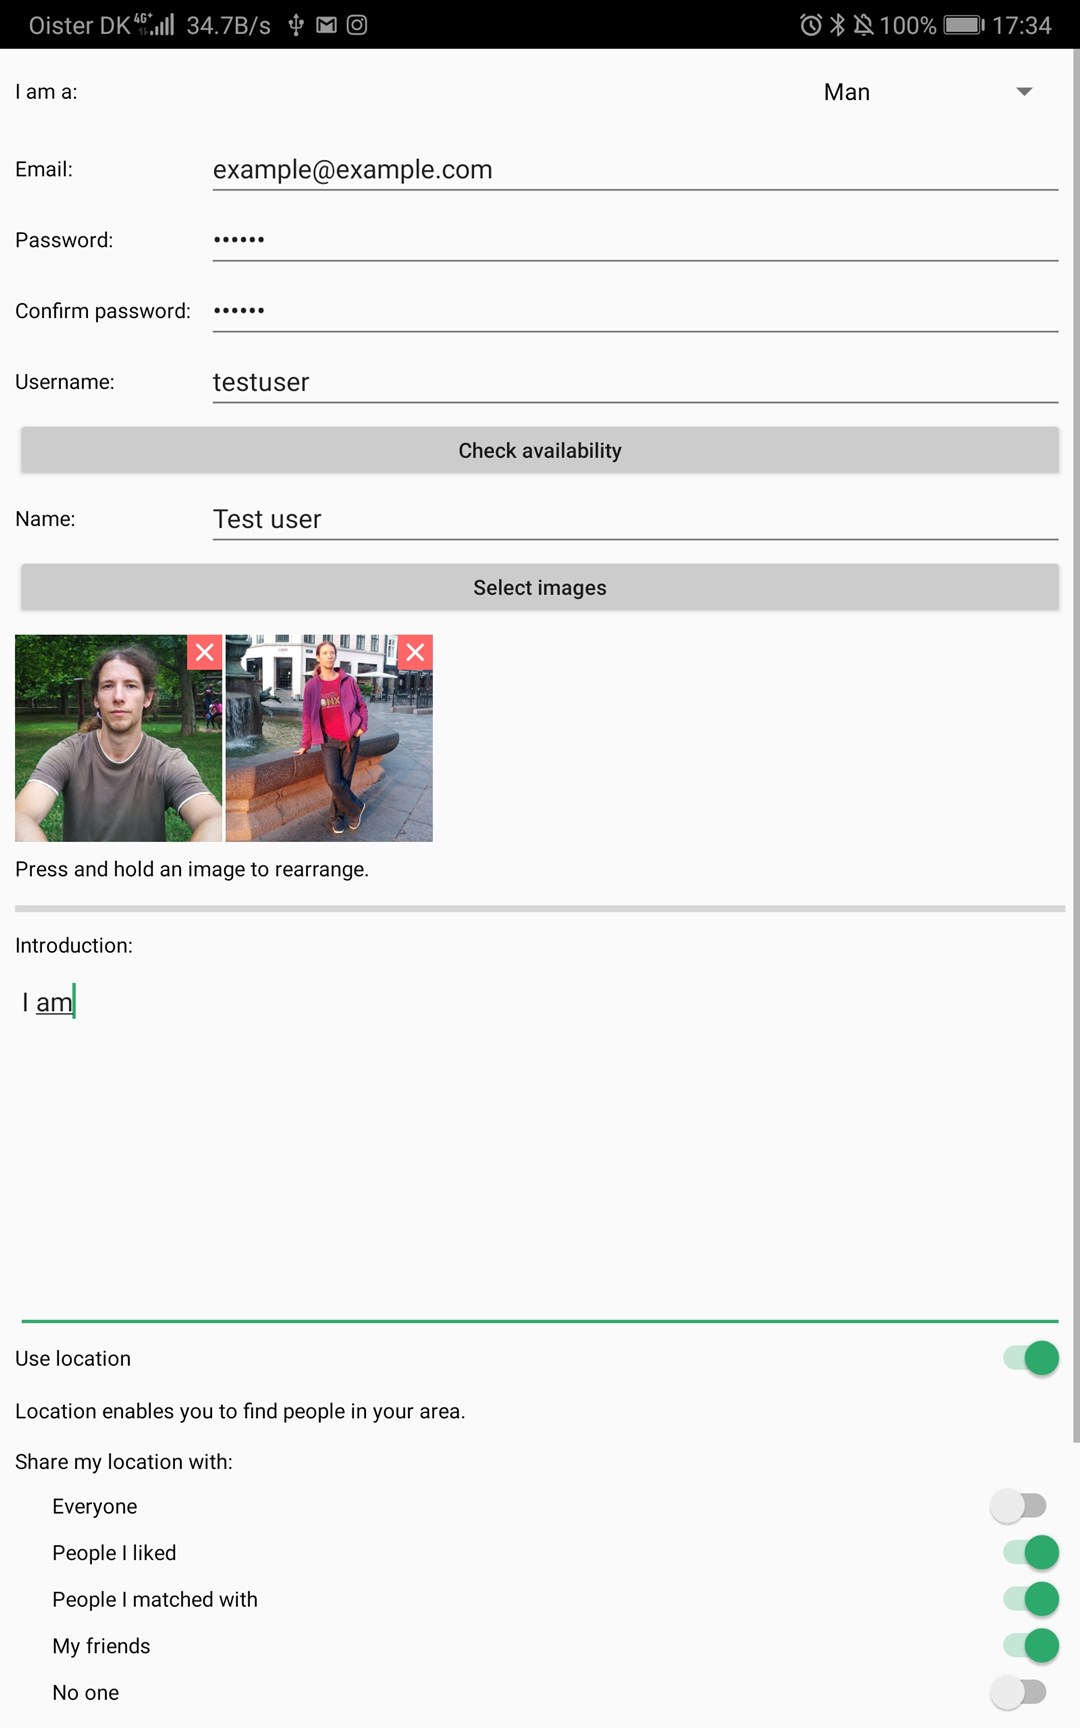 Oister DK 4G+ 34.7B/s 100% 17:34
I am a: Man
Email: example@example.com
Password: ••••••
Confirm password: ••••••
Username: testuser
Check availability
Name: Test user
Select images
Press and hold an image to rearrange.
Introduction:
I am
Use location
Location enables you to find people in your area.
Share my location with:
Everyone
People I liked
People I matched with
My friends
No one